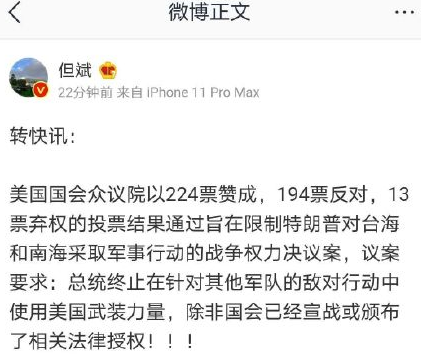 微博正文
但斌
22分钟前 来自 iPhone 11 Pro Max
转快讯：
美国国会众议院以224票赞成，194票反对，13
票弃权的投票结果通过旨在限制特朗普对台海
和南海采取军事行动的战争权力决议案，议案
要求：总统终止在针对其他军队的敌对行动中
使用美国武装力量，除非国会已经宣战或颁布
了相关法律授权！！！